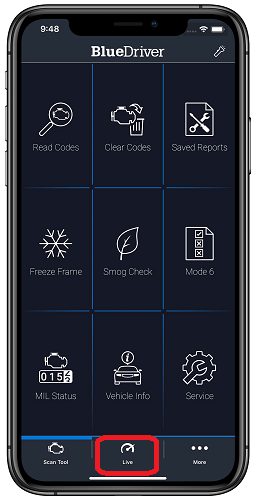 9:48
BlueDriver
Read Codes
Clear Codes
Saved Reports
Freeze Frame
Smog Check
Mode 6
MIL Status
Vehicle Info
Service
Scan Tool
Live
More